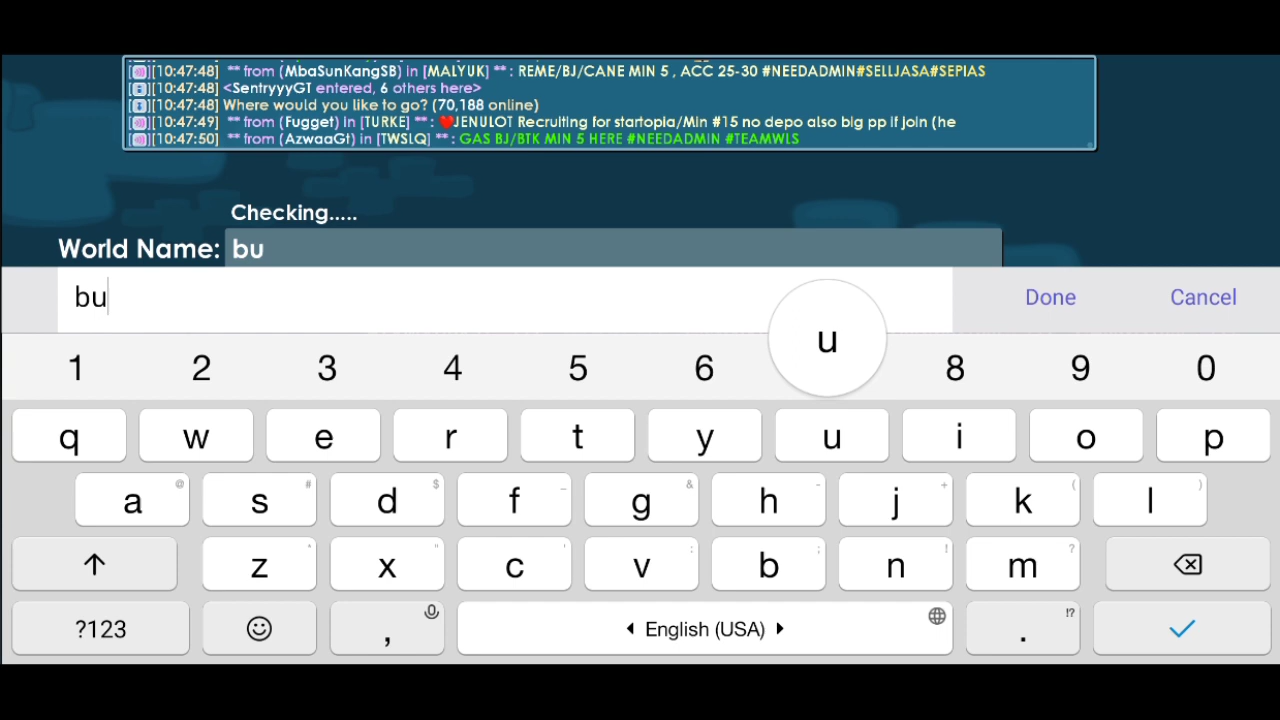 [10:47:48] ** from (MbaSunKangSB) in [MALYUK] ** : REME/BJ/CANE MIN 5 , ACC 25-30 #NEEDADMIN#SELLJASA#SEPIAS
[10:47:48] <SentryyyGT entered, 6 others here>
[10:47:48] Where would you like to go? (70,188 online)
[10:47:49] ** from (Fugget) in [TURKE] ** : ❤️JENULOT Recruiting for startopia/Min #15 no depo also big pp if join (he
[10:47:50] ** from (AzwaaGt) in [TWSLQ] ** : GAS BJ/BTK MIN 5 HERE #NEEDADMIN #TEAMWLS
Checking.....
World Name: bu
bu Done Cancel
u
1 2 3 4 5 6 8 9 0
q w e r t y u i o p
a @ s # d $ f _ g & h - j + k ( l )
z * x " c ' v : b ; n ! m ?
?123 , English (USA) . !?